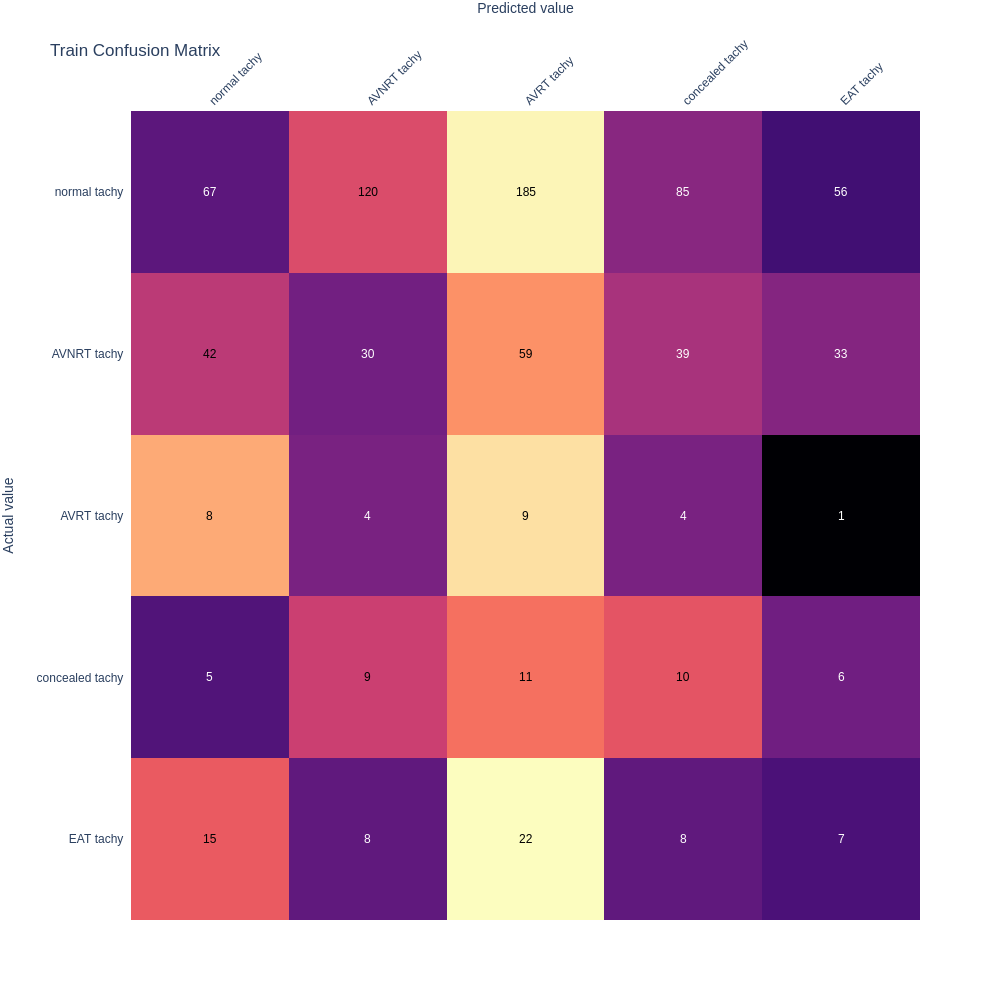 Predicted value
Train Confusion Matrix
normal tachy
AVNRT tachy
AVRT tachy
concealed tachy
EAT tachy
Actual value
normal tachy 67 120 185 85 56
AVNRT tachy 42 30 59 39 33
AVRT tachy 8 4 9 4 1
concealed tachy 5 9 11 10 6
EAT tachy 15 8 22 8 7